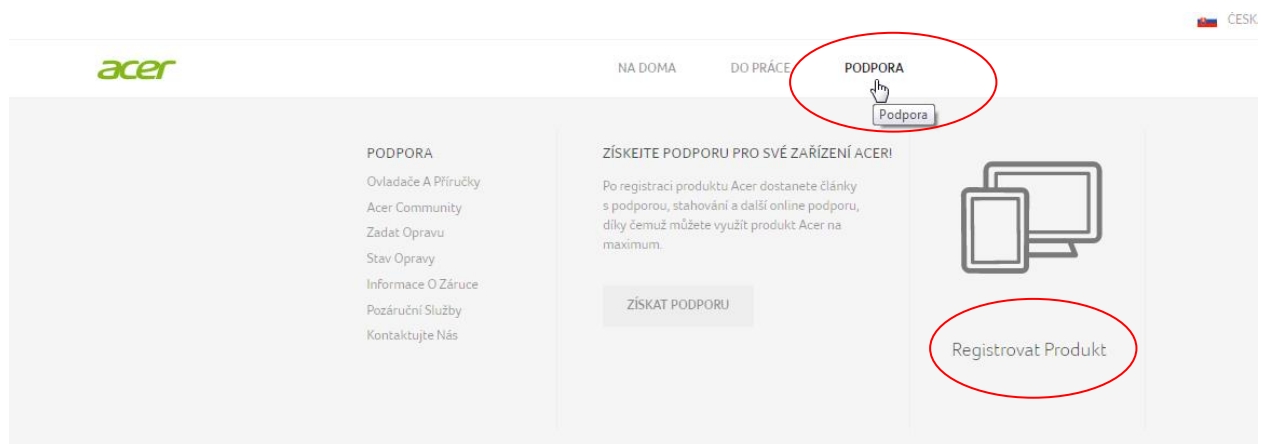 ČESK
acer
NA DOMA
DO PRÁCE
PODPORA
Podpora
PODPORA
Ovladače A Příručky
Acer Community
Zadat Opravu
Stav Opravy
Informace O Záruce
Pozáruční Služby
Kontaktujte Nás
ZÍSKEJTE PODPORU PRO SVÉ ZAŘÍZENÍ ACER!
Po registraci produktu Acer dostanete články
s podporou, stahování a další online podporu,
díky čemuž můžete využít produkt Acer na
maximum.
ZÍSKAT PODPORU
Registrovat Produkt